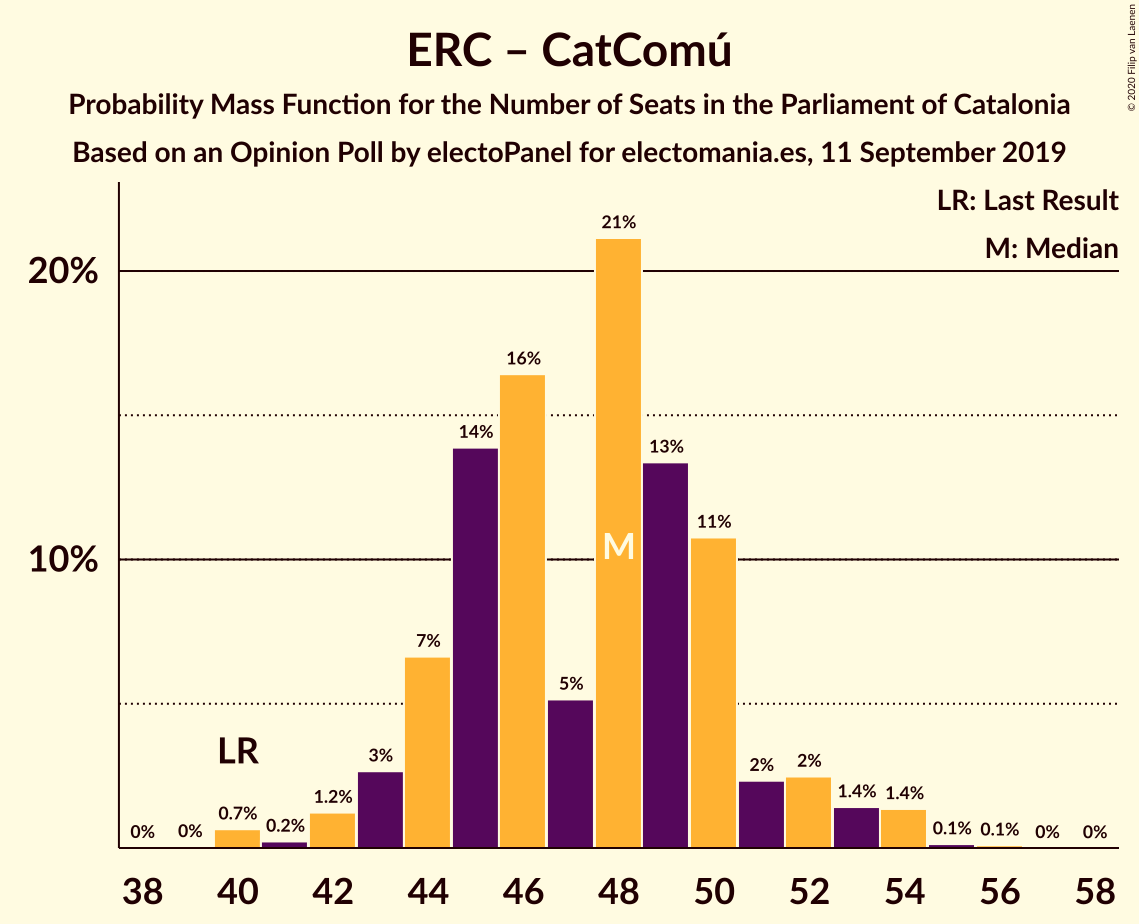 ERC – CatComú
Probability Mass Function for the Number of Seats in the Parliament of Catalonia
Based on an Opinion Poll by electoPanel for electomania.es, 11 September 2019
© 2020 Filip van Laenen
LR: Last Result
M: Median
20%
10%
0% 0% 0.7% 0.2% 1.2% 3% 7% 14% 16% 5% 21% 13% 11% 2% 2% 1.4% 1.4% 0.1% 0.1% 0% 0%
LR
M
38 40 42 44 46 48 50 52 54 56 58